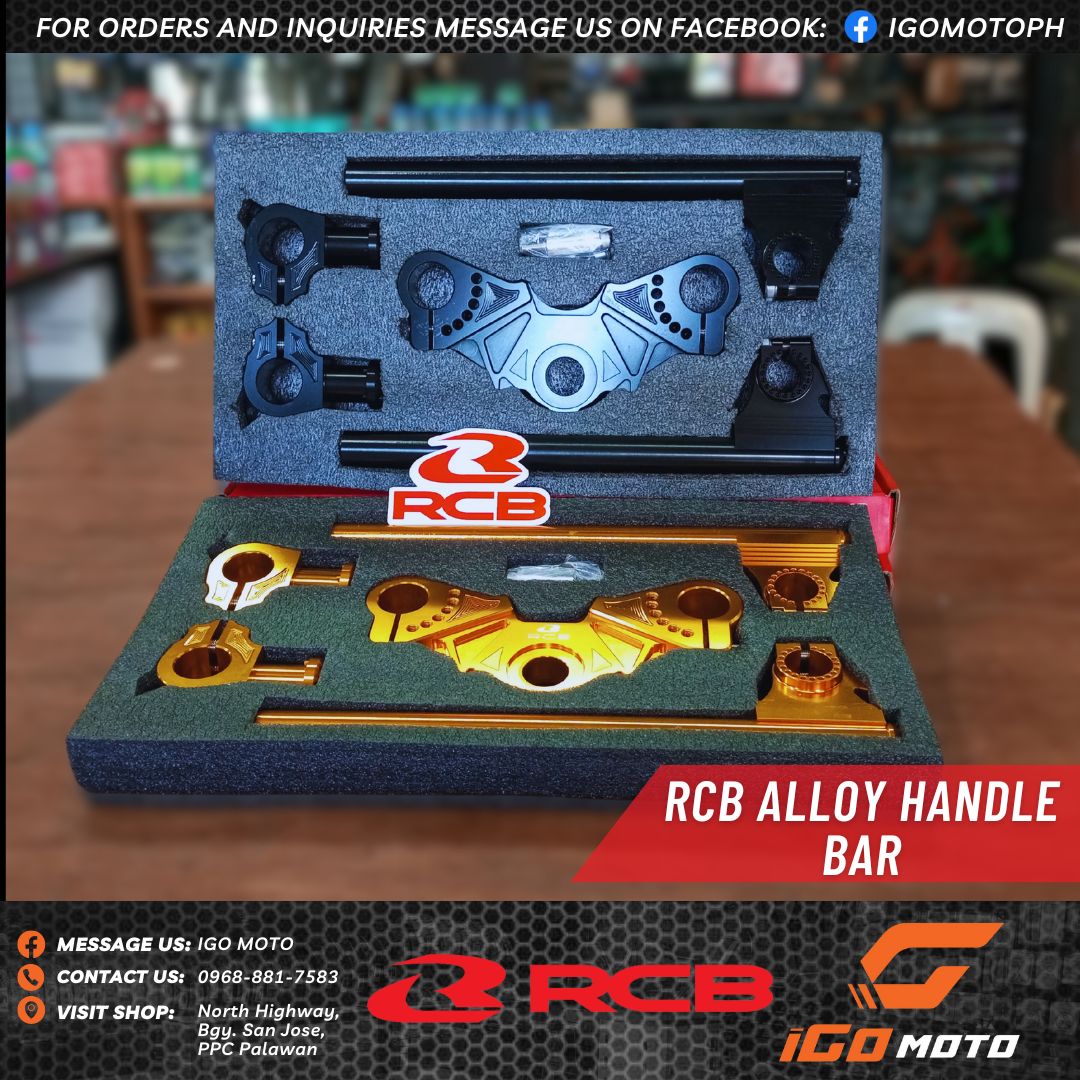 FOR ORDERS AND INQUIRIES MESSAGE US ON FACEBOOK: IGOMOTOPH
RCB
RCB
RCB ALLOY HANDLE
BAR
MESSAGE US: IGO MOTO
CONTACT US: 0968-881-7583
VISIT SHOP: North Highway,
Bgy. San Jose,
PPC Palawan
RCB
iGO MOTO